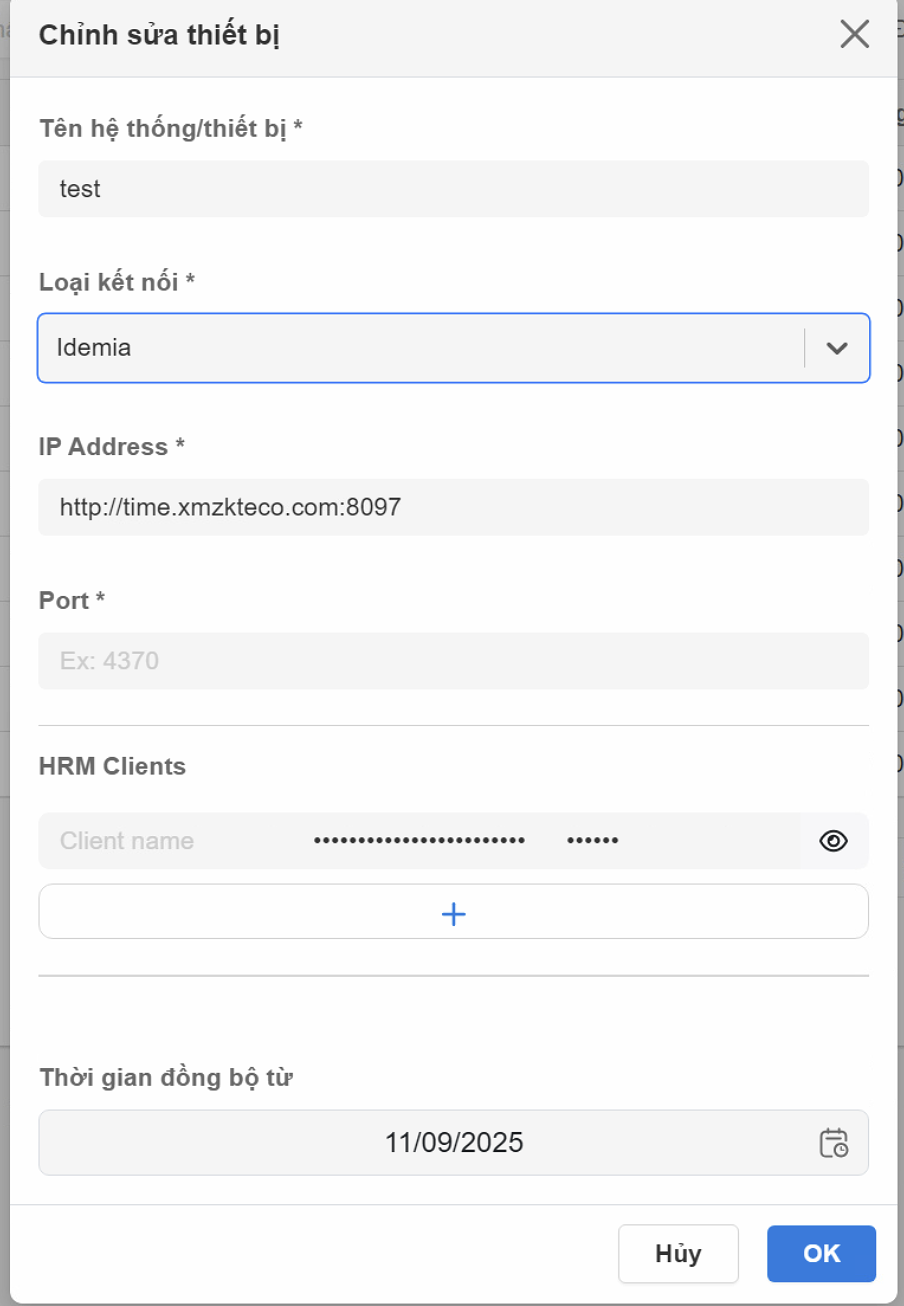 Chỉnh sửa thiết bị
Tên hệ thống/thiết bị *
test
Loại kết nối *
Idemia
IP Address *
http://time.xmzkteco.com:8097
Port *
Ex: 4370
HRM Clients
Client name •••••••••••••••••••••••• ••••••
Thời gian đồng bộ từ
11/09/2025
Hủy
OK